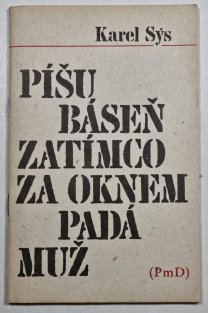 Karel Sýs
PÍŠU
BÁSEŇ
ZATÍMCO
ZA OKNEM
PADÁ
MUŽ
(PmD)